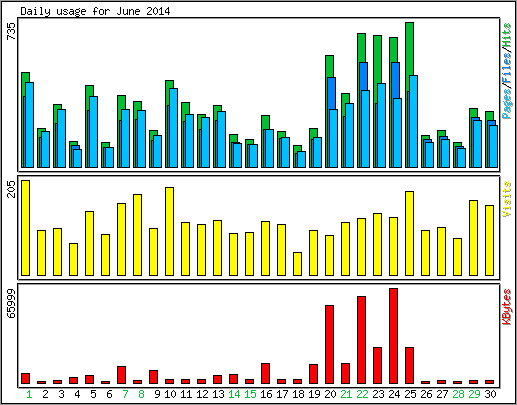 Daily usage for June 2014
735
Pages/Files/Hits
205
Visits
65999
KBytes
1 2 3 4 5 6 7 8 9 10 11 12 13 14 15 16 17 18 19 20 21 22 23 24 25 26 27 28 29 30